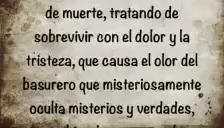 de muerte, tratando de
sobrevivir con el dolor y la
tristeza, que causa el olor del
basurero que misteriosamente
oculta misterios y verdades,